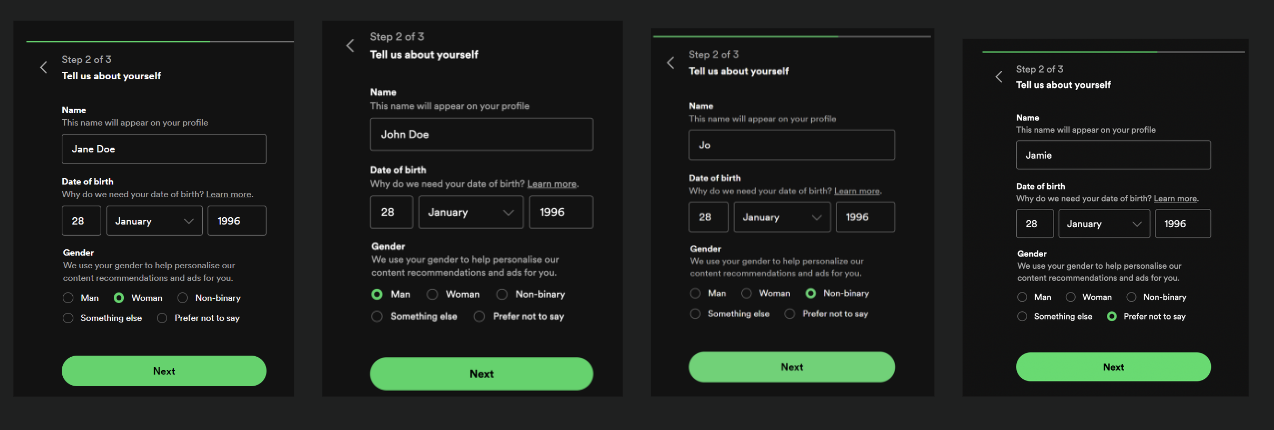 Step 2 of 3
Tell us about yourself
Name
This name will appear on your profile
Jane Doe
Date of birth
Why do we need your date of birth? Learn more.
28 January 1996
Gender
We use your gender to help personalise our
content recommendations and ads for you.
Man Woman Non-binary
Something else Prefer not to say
Next
Step 2 of 3
Tell us about yourself
Name
This name will appear on your profile
John Doe
Date of birth
Why do we need your date of birth? Learn more.
28 January 1996
Gender
We use your gender to help personalise our
content recommendations and ads for you.
Man Woman Non-binary
Something else Prefer not to say
Next
Step 2 of 3
Tell us about yourself
Name
This name will appear on your profile
Jo
Date of birth
Why do we need your date of birth? Learn more.
28 January 1996
Gender
We use your gender to help personalize our
content recommendations and ads for you.
Man Woman Non-binary
Something else Prefer not to say
Next
Step 2 of 3
Tell us about yourself
Name
This name will appear on your profile
Jamie
Date of birth
Why do we need your date of birth? Learn more.
28 January 1996
Gender
We use your gender to help personalise our
content recommendations and ads for you.
Man Woman Non-binary
Something else Prefer not to say
Next